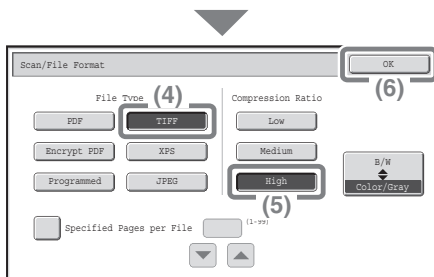 Scan/File Format
OK
(6)
File Type
(4)
Compression Ratio
PDF
TIFF
Low
Encrypt PDF
XPS
Medium
B/W
Programmed
JPEG
High
Color/Gray
(5)
Specified Pages per File
(1-99)